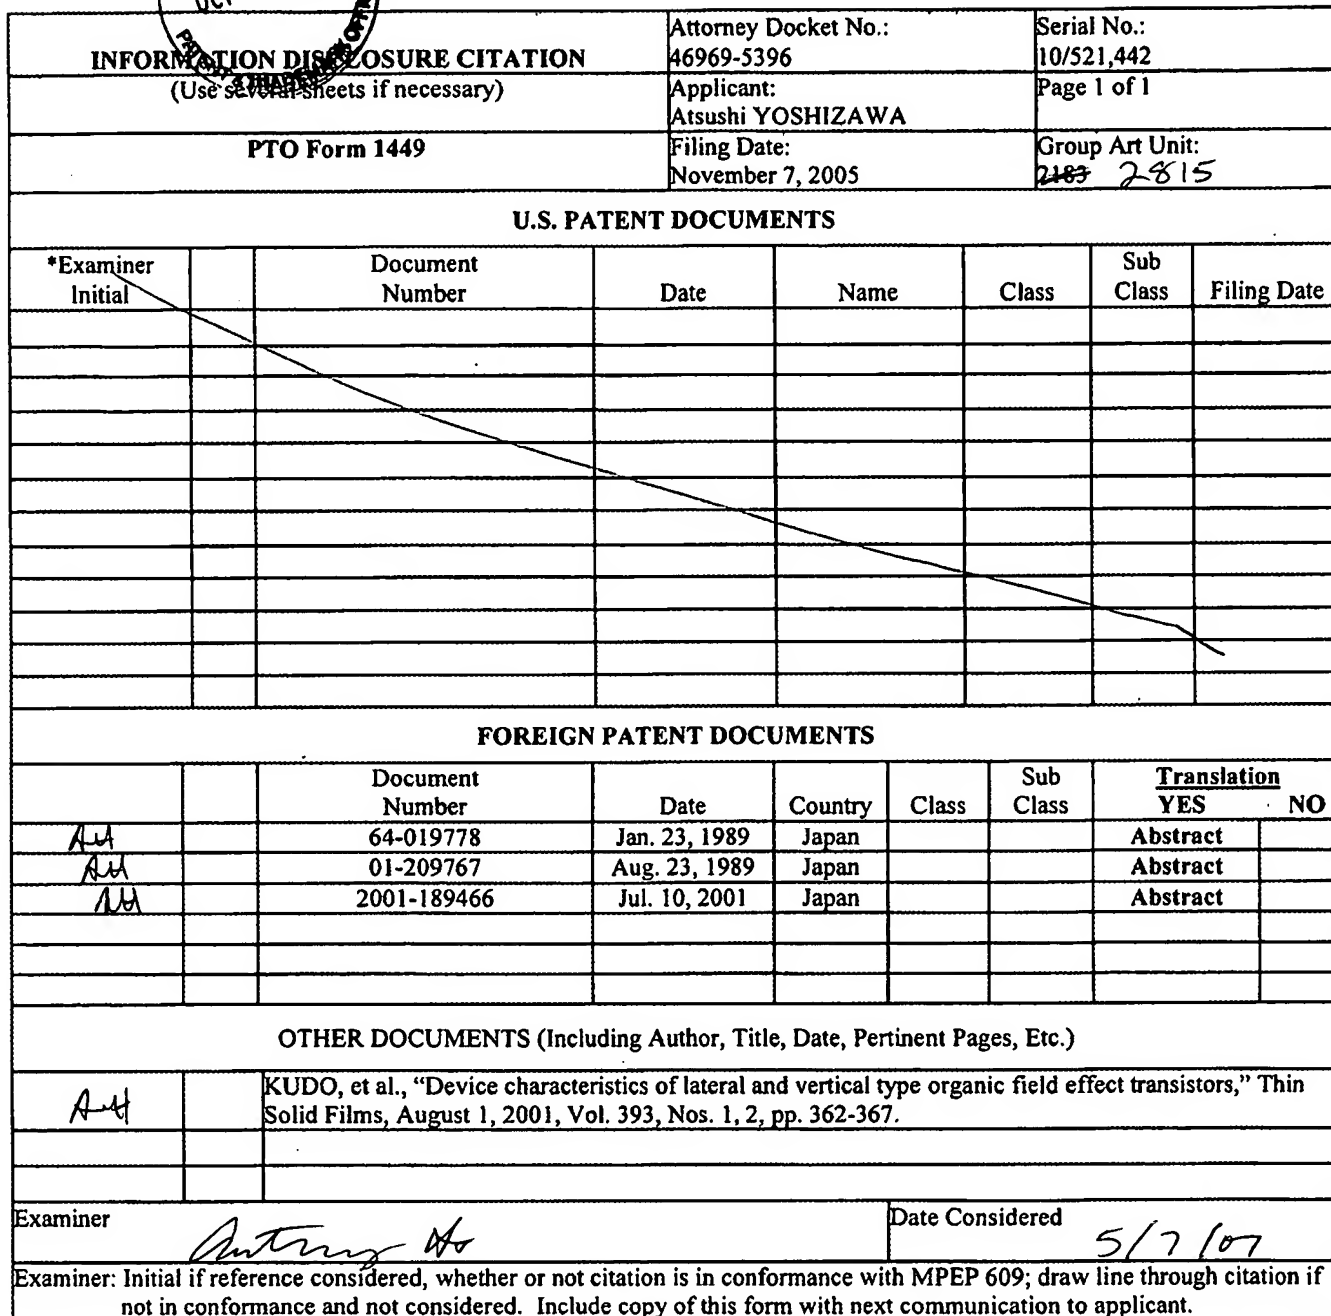 Attorney Docket No.: Serial No.:
INFORMATION DISCLOSURE CITATION 46969-5396 10/521,442
(Use several sheets if necessary) Applicant: Page 1 of 1
Atsushi YOSHIZAWA
PTO Form 1449 Filing Date: Group Art Unit:
November 7, 2005 2183 2815
U.S. PATENT DOCUMENTS
*Examiner Document Sub
Initial Number Date Name Class Class Filing Date
FOREIGN PATENT DOCUMENTS
Document Sub Translation
Number Date Country Class Class YES NO
AH 64-019778 Jan. 23, 1989 Japan Abstract
AH 01-209767 Aug. 23, 1989 Japan Abstract
AH 2001-189466 Jul. 10, 2001 Japan Abstract
OTHER DOCUMENTS (Including Author, Title, Date, Pertinent Pages, Etc.)
AH KUDO, et al., “Device characteristics of lateral and vertical type organic field effect transistors,” Thin
Solid Films, August 1, 2001, Vol. 393, Nos. 1, 2, pp. 362-367.
Examiner Anthony Ho Date Considered 5/7/07
Examiner: Initial if reference considered, whether or not citation is in conformance with MPEP 609; draw line through citation if
not in conformance and not considered. Include copy of this form with next communication to applicant.